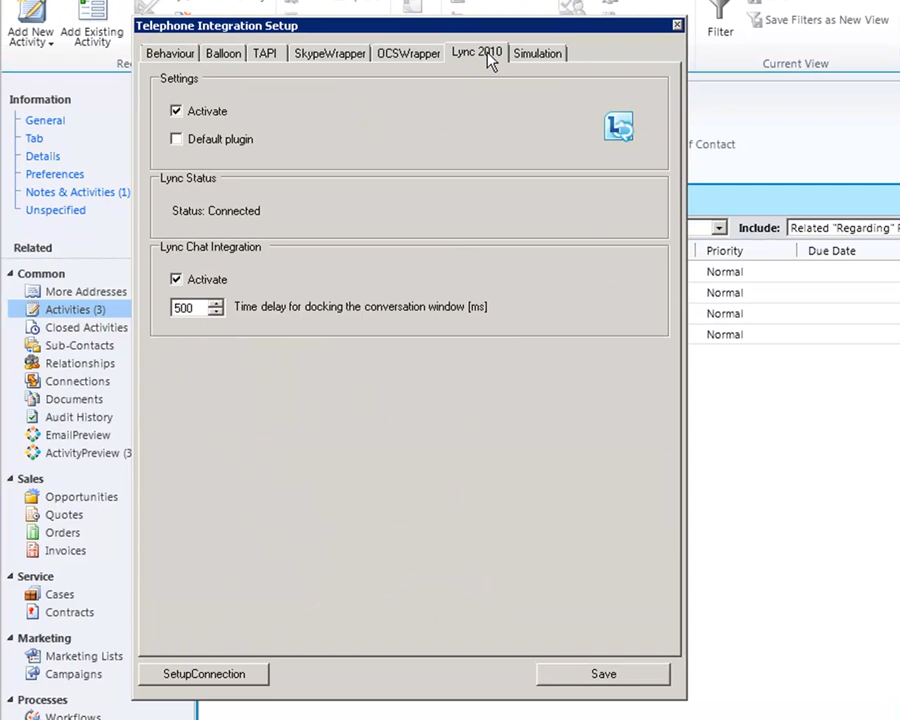 Add New
Activity
Add Existing
Activity
Information
General
Tab
Details
Preferences
Notes & Activities (1)
Unspecified
Related
Common
More Addresses
Activities (3)
Closed Activities
Sub-Contacts
Relationships
Connections
Documents
Audit History
EmailPreview
ActivityPreview (3
Sales
Opportunities
Quotes
Orders
Invoices
Service
Cases
Contracts
Marketing
Marketing Lists
Campaigns
Processes
Workflows
Telephone Integration Setup
Behaviour
Balloon
TAPI
SkypeWrapper
OCSWrapper
Lync 2010
Simulation
Settings
Activate
Default plugin
Lync Status
Status: Connected
Lync Chat Integration
Activate
500 Time delay for docking the conversation window [ms]
SetupConnection
Save
Filter
Save Filters as New View
Current View
of Contact
Include: Related "Regarding"
Priority Due Date
Normal
Normal
Normal
Normal